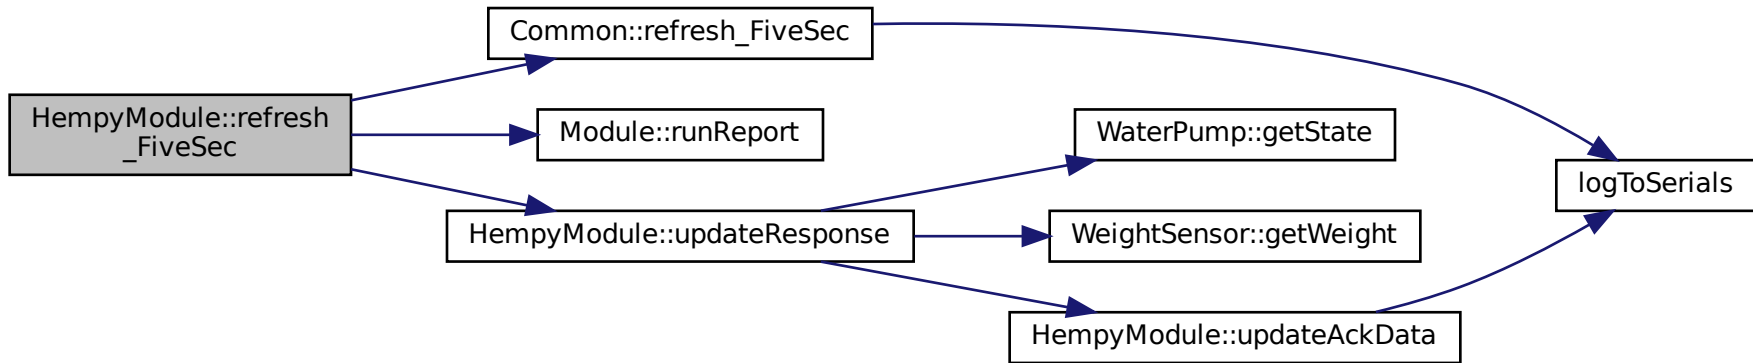 HempyModule::refresh
_FiveSec
Common::refresh_FiveSec
Module::runReport
HempyModule::updateResponse
WaterPump::getState
WeightSensor::getWeight
HempyModule::updateAckData
logToSerials